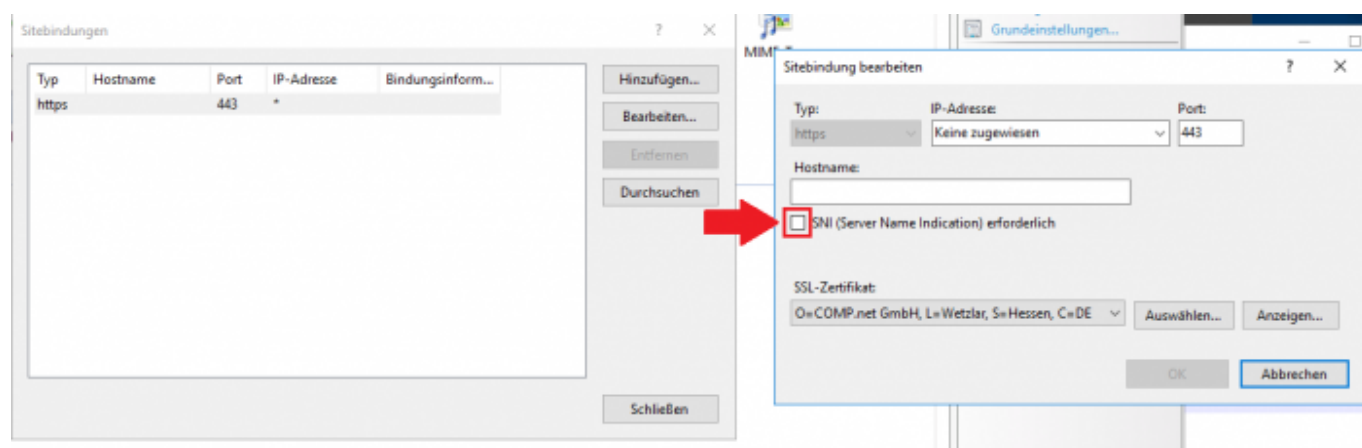 Sitebindungen
Typ Hostname Port IP-Adresse Bindungsinform...
https 443 *
Hinzufügen...
Bearbeiten...
Entfernen
Durchsuchen
Schließen
Grundeinstellungen...
Sitebindung bearbeiten
Typ: IP-Adresse: Port:
https Keine zugewiesen 443
Hostname:
SNI (Server Name Indication) erforderlich
SSL-Zertifikat:
O=COMP.net GmbH, L=Wetzlar, S=Hessen, C=DE Auswählen... Anzeigen...
OK Abbrechen